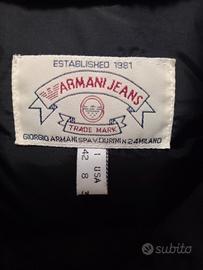 ESTABLISHED 1981
ARMANI JEANS
TRADE MARK
GIORGIO ARMANI S.P.A. V. DURINI N 24 MILANO
I USA
42 8
subito